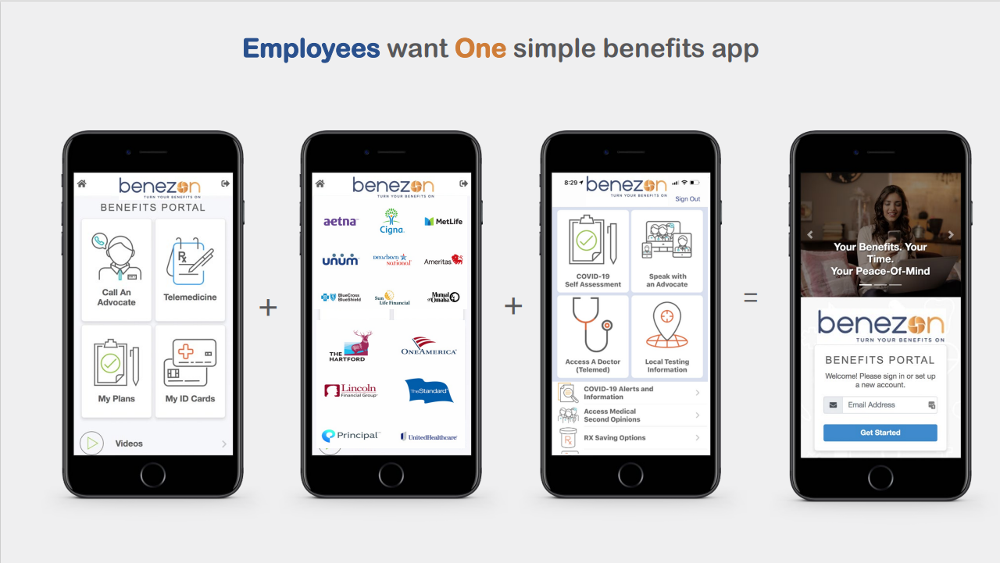 Employees want One simple benefits app
benezon
TURN YOUR BENEFITS ON
BENEFITS PORTAL
Call An
Advocate
Telemedicine
My Plans
My ID Cards
Videos
+
benezon
TURN YOUR BENEFITS ON
aetna™
Cigna.
MetLife
unum
Dearborn
National
Ameritas
BlueCross
BlueShield
Sun
Life Financial
Mutual
of Omaha
THE
HARTFORD
ONEAMERICA®
Lincoln
Financial Group®
The Standard®
Principal™
UnitedHealthcare®
+
8:29
benezon
TURN YOUR BENEFITS ON
Sign Out
COVID-19
Self Assessment
Speak with
an Advocate
Access A Doctor
(Telemed)
Local Testing
Information
COVID-19 Alerts and
Information
Access Medical
Second Opinions
Rx
RX Saving Options
=
Your Benefits. Your
Time.
Your Peace-Of-Mind
benezon
TURN YOUR BENEFITS ON
BENEFITS PORTAL
Welcome! Please sign in or set up
a new account.
Email Address
Get Started